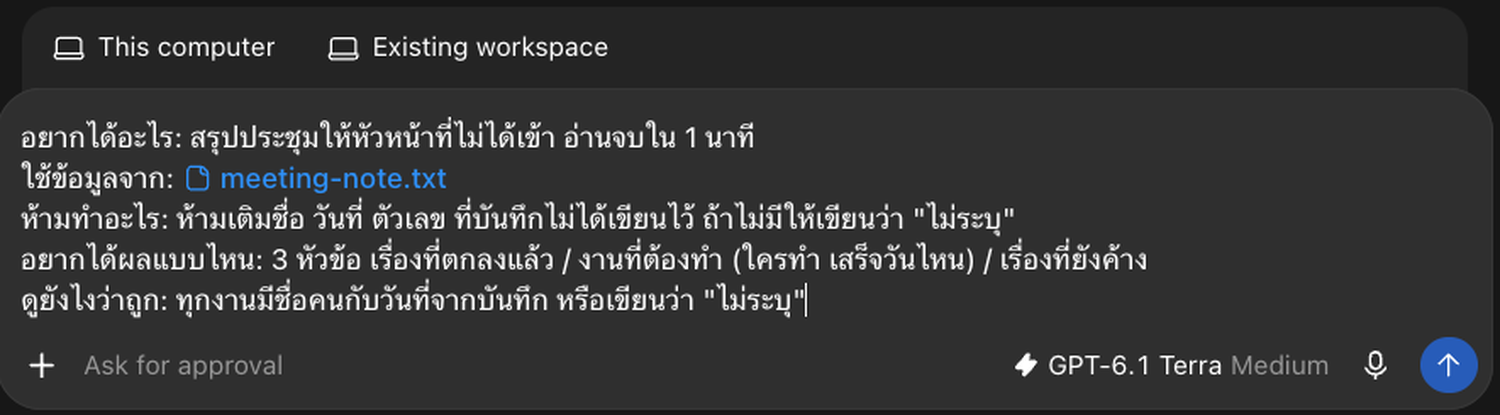 This computer Existing workspace
อยากได้อะไร: สรุปประชุมให้หัวหน้าที่ไม่ได้เข้า อ่านจบใน 1 นาที
ใช้ข้อมูลจาก: meeting-note.txt
ห้ามทำอะไร: ห้ามเติมชื่อ วันที่ ตัวเลข ที่บันทึกไม่ได้เขียนไว้ ถ้าไม่มีให้เขียนว่า "ไม่ระบุ"
อยากได้ผลแบบไหน: 3 หัวข้อ เรื่องที่ตกลงแล้ว / งานที่ต้องทำ (ใครทำ เสร็จวันไหน) / เรื่องที่ยังค้าง
ดูยังไงว่าถูก: ทุกงานมีชื่อคนกับวันที่จากบันทึก หรือเขียนว่า "ไม่ระบุ"
Ask for approval GPT-6.1 Terra Medium